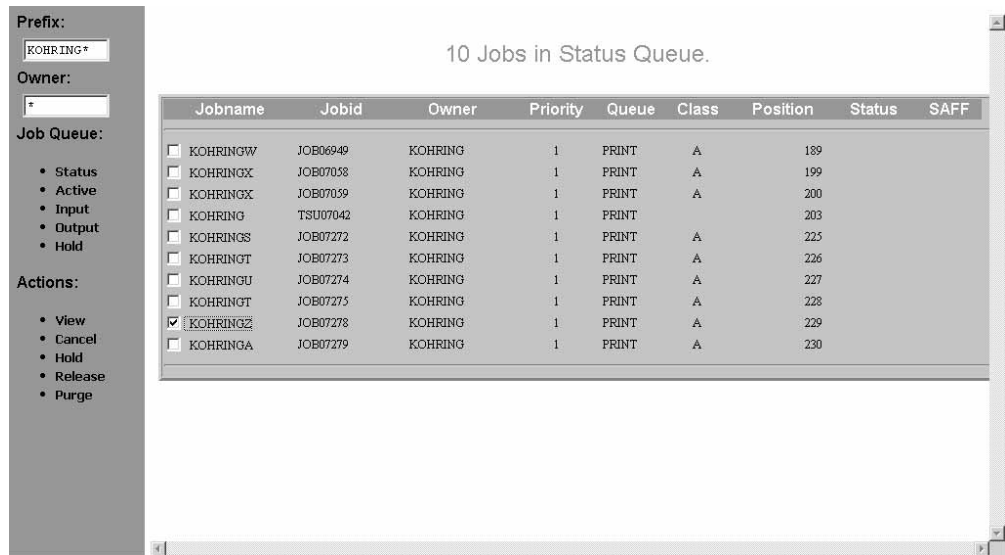 Prefix:
KOHRING*
Owner:
*
Job Queue:
• Status
• Active
• Input
• Output
• Hold
Actions:
• View
• Cancel
• Hold
• Release
• Purge
10 Jobs in Status Queue.
Jobname Jobid Owner Priority Queue Class Position Status SAFF
KOHRINGW JOB06949 KOHRING 1 PRINT A 189
KOHRINGX JOB07058 KOHRING 1 PRINT A 199
KOHRINGX JOB07059 KOHRING 1 PRINT A 200
KOHRING TSU07042 KOHRING 1 PRINT 203
KOHRINGS JOB07272 KOHRING 1 PRINT A 225
KOHRINGT JOB07273 KOHRING 1 PRINT A 226
KOHRINGU JOB07274 KOHRING 1 PRINT A 227
KOHRINGT JOB07275 KOHRING 1 PRINT A 228
KOHRINGZ JOB07278 KOHRING 1 PRINT A 229
KOHRINGA JOB07279 KOHRING 1 PRINT A 230